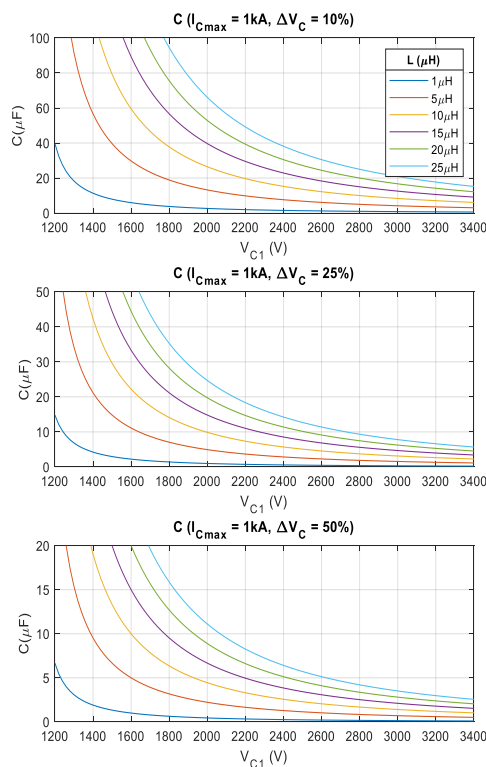 C (I_Cmax = 1kA, ΔV_C = 10%)
100
80
60
40
20
0
C(μF)
L (μH)
1μH
5μH
10μH
15μH
20μH
25μH
1200 1400 1600 1800 2000 2200 2400 2600 2800 3000 3200 3400
V_C1 (V)
C (I_Cmax = 1kA, ΔV_C = 25%)
50
40
30
20
10
0
C(μF)
1200 1400 1600 1800 2000 2200 2400 2600 2800 3000 3200 3400
V_C1 (V)
C (I_Cmax = 1kA, ΔV_C = 50%)
20
15
10
5
0
C(μF)
1200 1400 1600 1800 2000 2200 2400 2600 2800 3000 3200 3400
V_C1 (V)